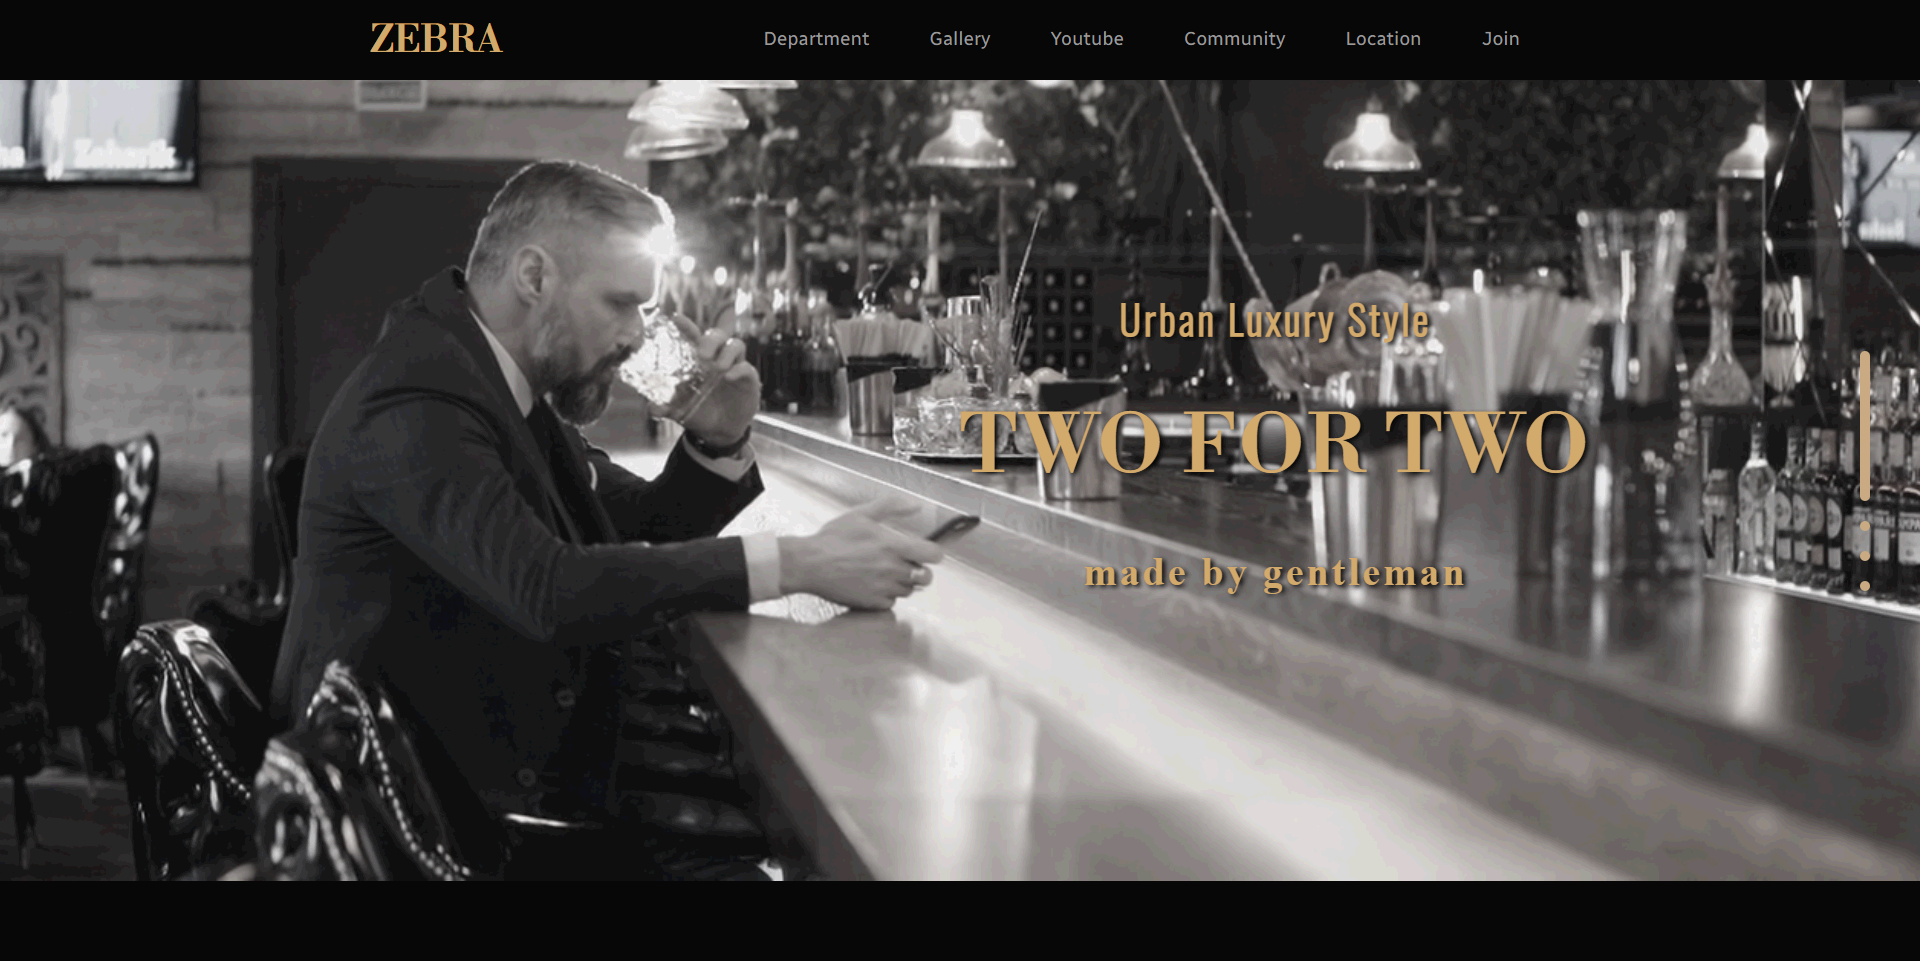 ZEBRA
Department
Gallery
Youtube
Community
Location
Join
Urban Luxury Style
TWO FOR TWO
made by gentleman